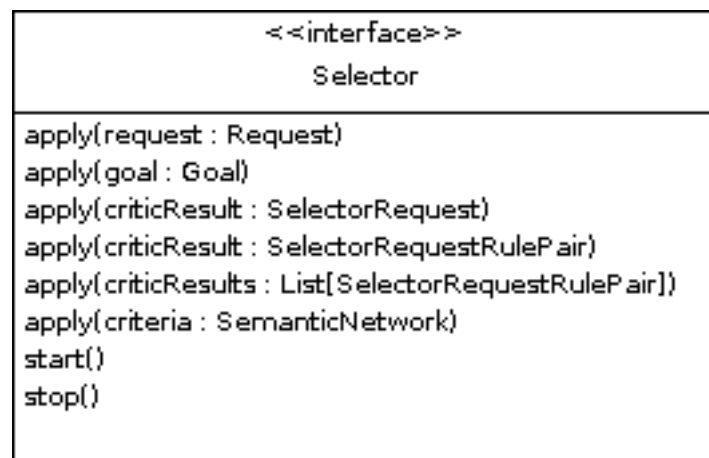 <<interface>>
Selector
apply(request : Request)
apply(goal : Goal)
apply(criticResult : SelectorRequest)
apply(criticResult : SelectorRequestRulePair)
apply(criticResults : List[SelectorRequestRulePair])
apply(criteria : SemanticNetwork)
start()
stop()